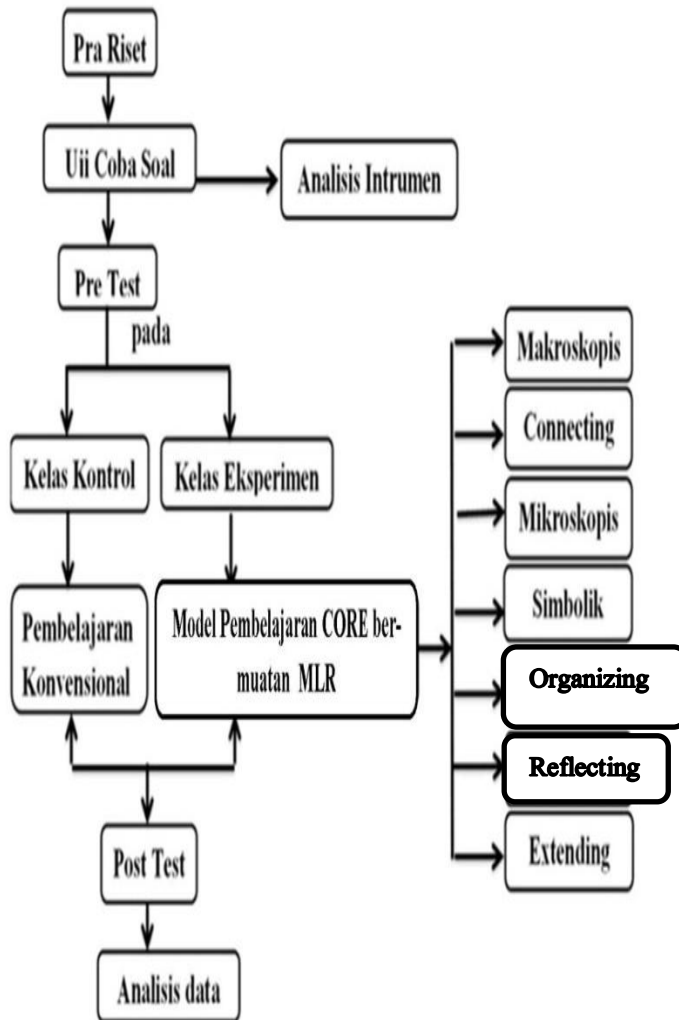 Pra Riset
Uii Coba Soal
Analisis Intrumen
Pre Test
pada
Kelas Kontrol
Kelas Eksperimen
Pembelajaran
Konvensional
Model Pembelajaran CORE ber-
muatan MLR
Makroskopis
Connecting
Mikroskopis
Simbolik
Organizing
Reflecting
Extending
Post Test
Analisis data